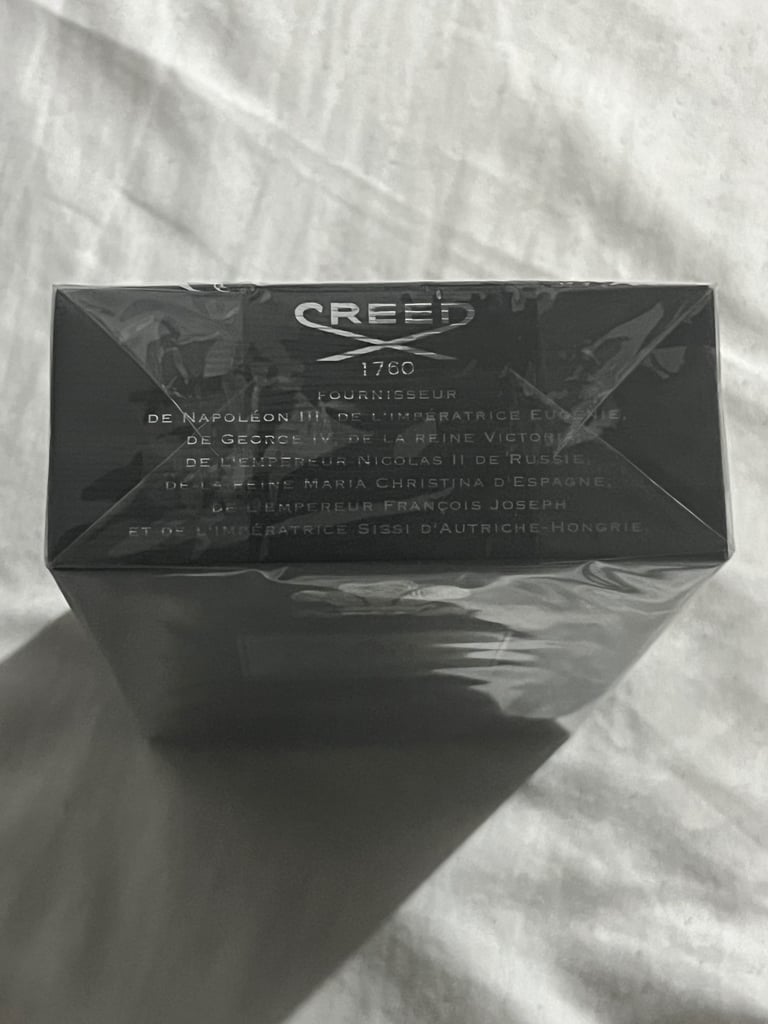 CREED
1760
FOURNISSEUR
DE NAPOLÉON III, DE L'IMPÉRATRICE EUGÉNIE,
DE GEORGE IV, DE LA REINE VICTORIA,
DE L'EMPEREUR NICOLAS II DE RUSSIE,
DE LA REINE MARIA CHRISTINA D'ESPAGNE,
DE L'EMPEREUR FRANÇOIS JOSEPH
ET DE L'IMPÉRATRICE SISSI D'AUTRICHE-HONGRIE.